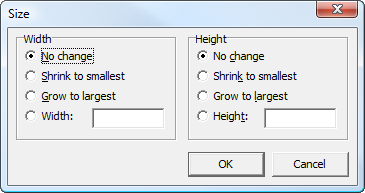 Size
Width
No change
Shrink to smallest
Grow to largest
Width:
Height
No change
Shrink to smallest
Grow to largest
Height:
OK
Cancel